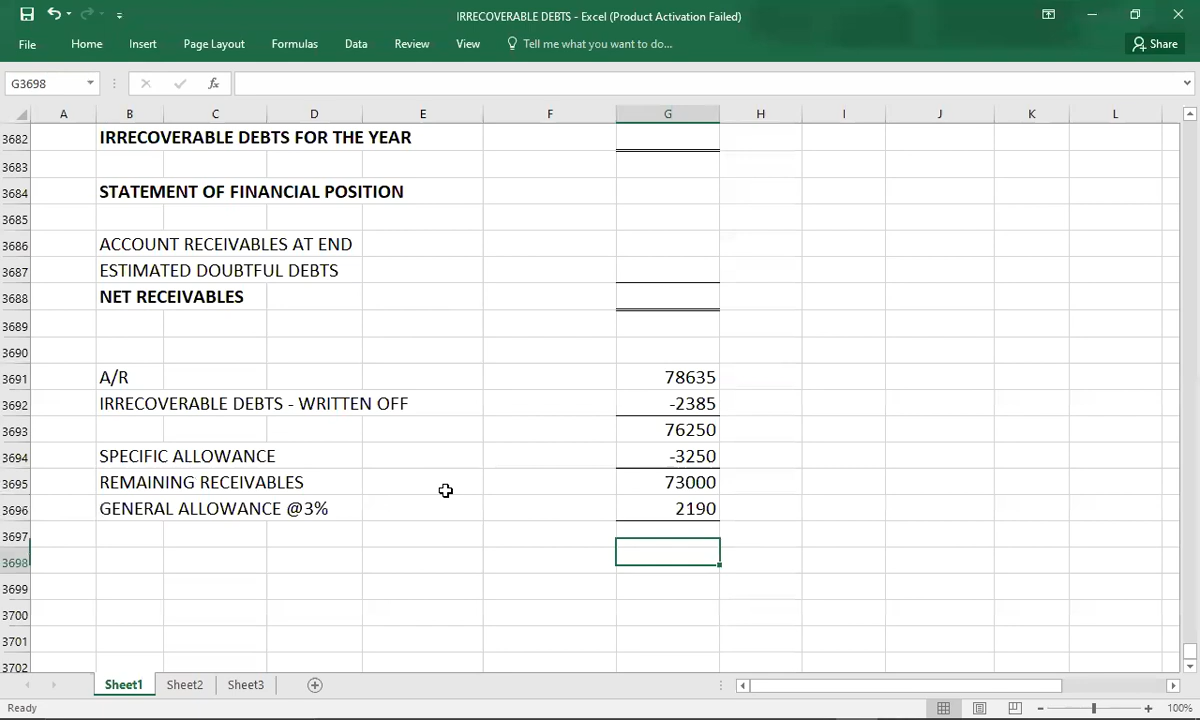 IRRECOVERABLE DEBTS - Excel (Product Activation Failed)
File Home Insert Page Layout Formulas Data Review View Tell me what you want to do... Share
G3698 fx
A B C D E F G H I J K L
3682 IRRECOVERABLE DEBTS FOR THE YEAR
3683
3684 STATEMENT OF FINANCIAL POSITION
3685
3686 ACCOUNT RECEIVABLES AT END
3687 ESTIMATED DOUBTFUL DEBTS
3688 NET RECEIVABLES
3689
3690
3691 A/R 78635
3692 IRRECOVERABLE DEBTS - WRITTEN OFF -2385
3693 76250
3694 SPECIFIC ALLOWANCE -3250
3695 REMAINING RECEIVABLES 73000
3696 GENERAL ALLOWANCE @3% 2190
3697
3698
3699
3700
3701
3702
Sheet1 Sheet2 Sheet3
Ready 100%